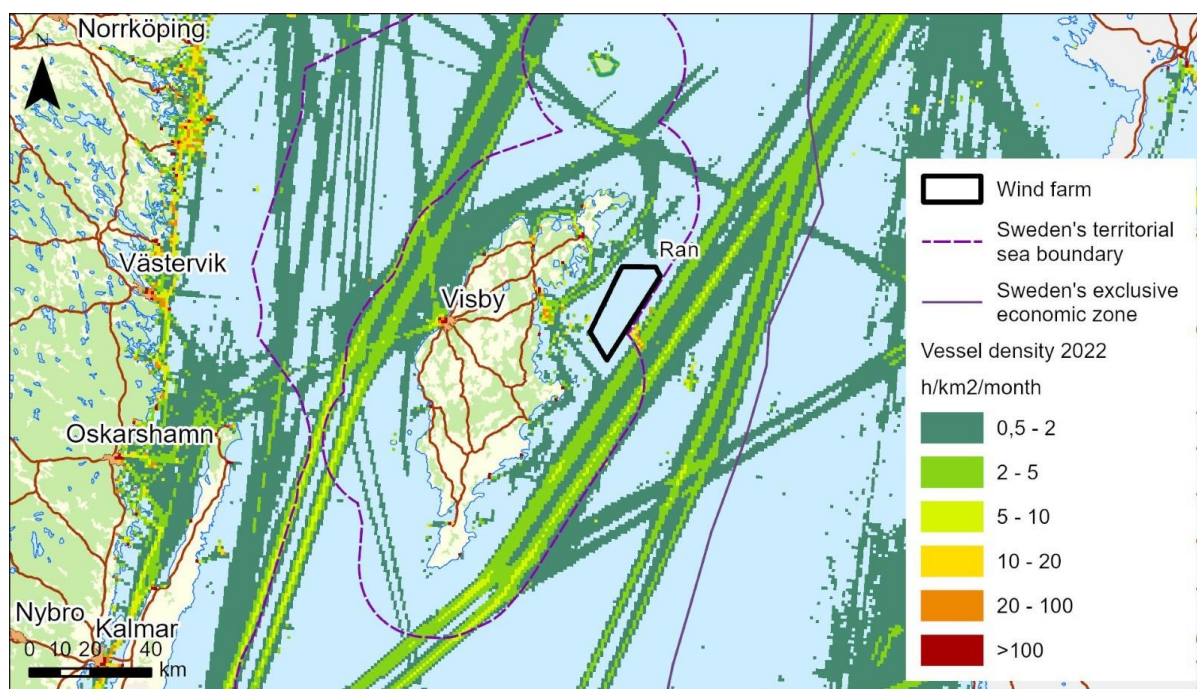 Norrköping
N
Västervik
Visby
Ran
Oskarshamn
Nybro
Kalmar
0 10 20 40
km
Wind farm
Sweden's territorial
sea boundary
Sweden's exclusive
economic zone
Vessel density 2022
h/km2/month
0,5 - 2
2 - 5
5 - 10
10 - 20
20 - 100
>100